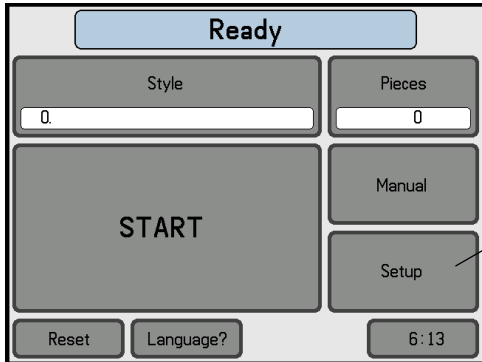 Ready
Style
Pieces
0.
0
Manual
START
Setup
Reset
Language?
6:13